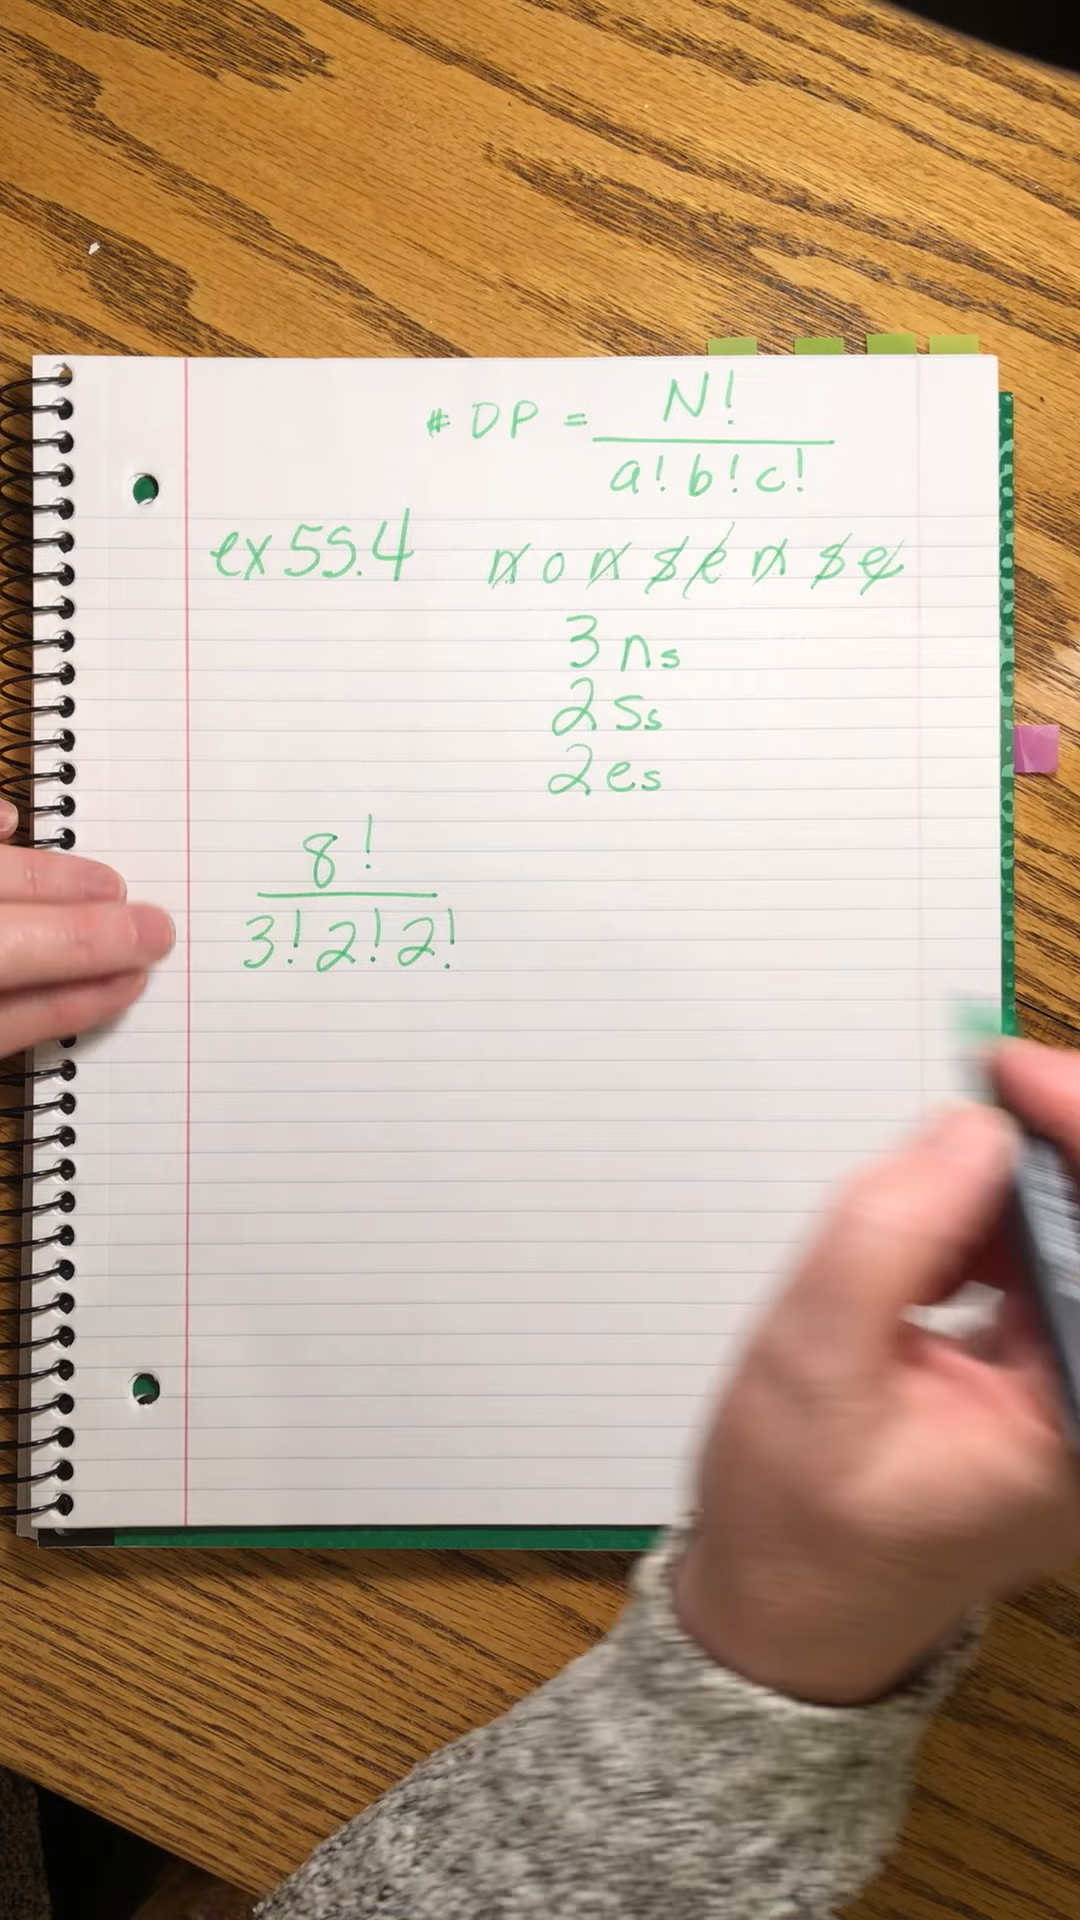 # DP = N!
a! b! c!
ex 55.4 nonsense
3 ns
2 Ss
2 es
8!
3! 2! 2!